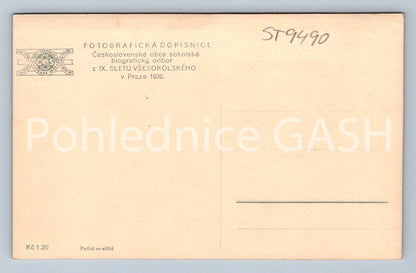 ST9490
FOTOGRAFICKÁ DOPISNICE
Československé obce sokolské
biografický odbor
z IX. SLETU VŠESOKOLSKÉHO
v Praze 1932.
Pohlednice GASH
Kč 1.20